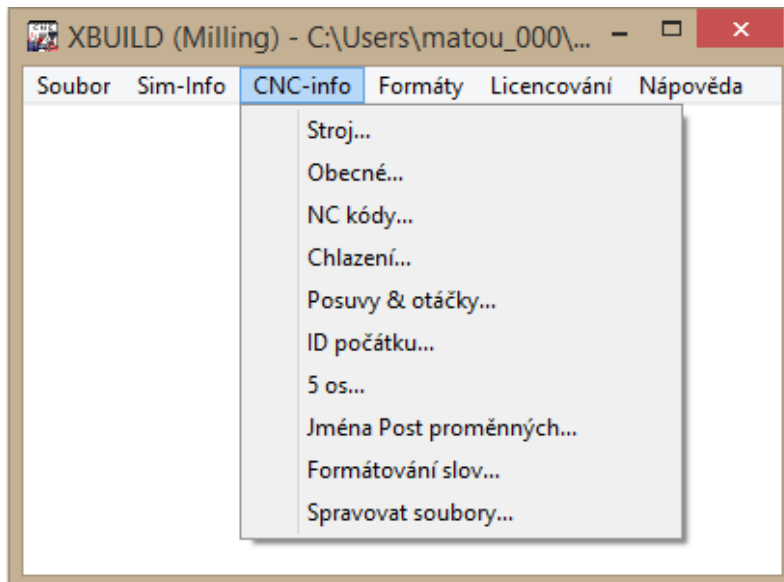 XBUILD (Milling) - C:\Users\matou_000\...
Soubor Sim-Info CNC-info Formáty Licencování Nápověda
Stroj...
Obecné...
NC kódy...
Chlazení...
Posuvy & otáčky...
ID počátku...
5 os...
Jména Post proměnných...
Formátování slov...
Spravovat soubory...